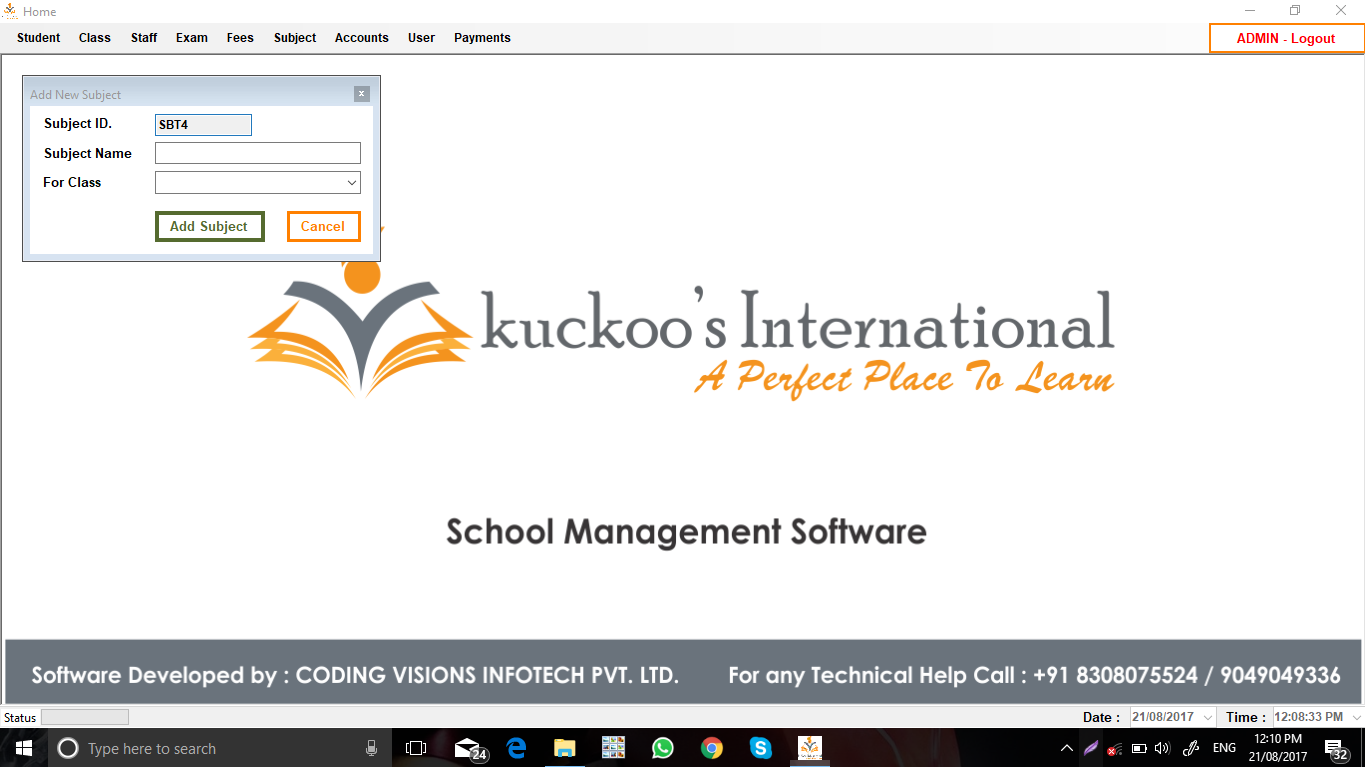 Home
Student Class Staff Exam Fees Subject Accounts User Payments
ADMIN - Logout
Add New Subject
x
Subject ID. SBT4
Subject Name
For Class
Add Subject Cancel
kuckoo's International
A Perfect Place To Learn
School Management Software
Software Developed by : CODING VISIONS INFOTECH PVT. LTD. For any Technical Help Call : +91 8308075524 / 9049049336
Status Date : 21/08/2017 Time : 12:08:33 PM
Type here to search 24 ENG 12:10 PM
21/08/2017 32